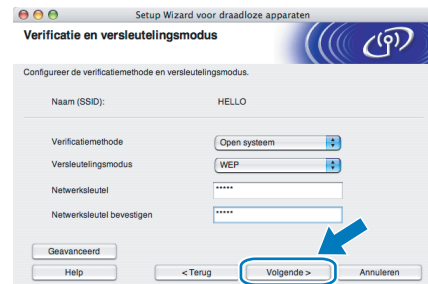 Setup Wizard voor draadloze apparaten
Verificatie en versleutelingsmodus
Configureer de verificatiemethode en versleutelingsmodus.
Naam (SSID): HELLO
Verificatiemethode Open systeem
Versleutelingsmodus WEP
Netwerksleutel *****
Netwerksleutel bevestigen *****
Geavanceerd
Help < Terug Volgende > Annuleren